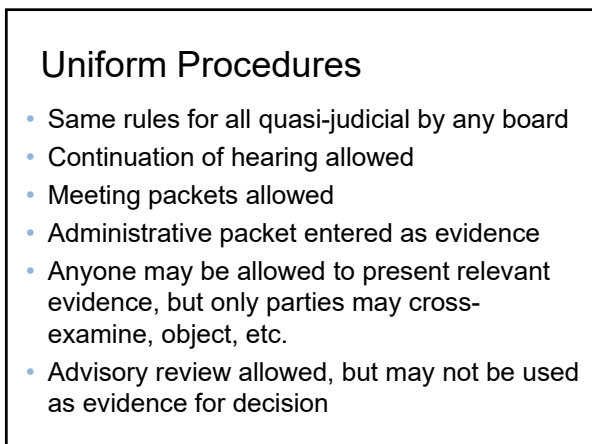 Uniform Procedures
• Same rules for all quasi-judicial by any board
• Continuation of hearing allowed
• Meeting packets allowed
• Administrative packet entered as evidence
• Anyone may be allowed to present relevant
evidence, but only parties may cross-
examine, object, etc.
• Advisory review allowed, but may not be used
as evidence for decision